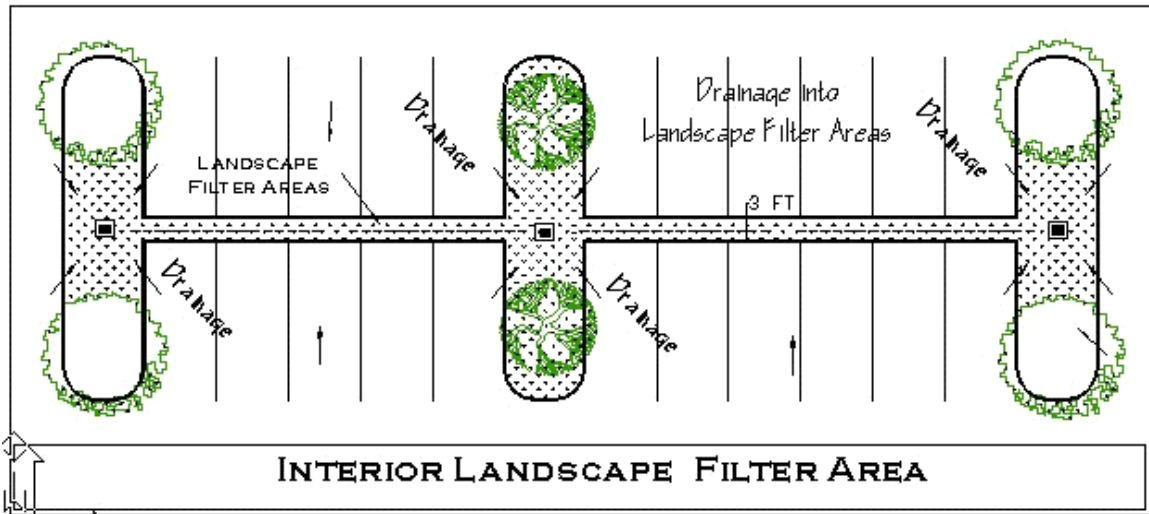 Drainage Into
Landscape Filter Areas
Drainage
Drainage
LANDSCAPE
FILTER AREAS
3 FT
Drainage
Drainage
INTERIOR LANDSCAPE FILTER AREA